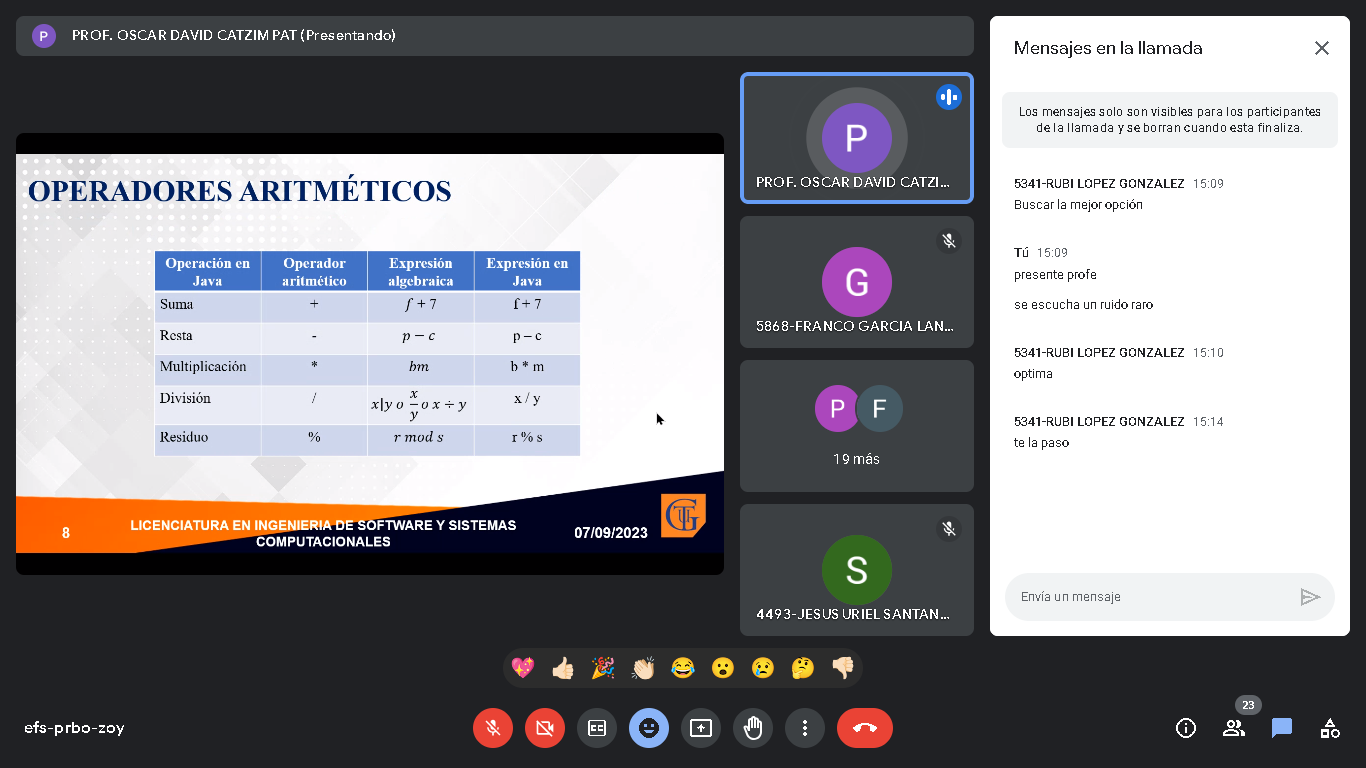 P PROF. OSCAR DAVID CATZIM PAT (Presentando)
OPERADORES ARITMÉTICOS
Operación en Java Operador aritmético Expresión algebraica Expresión en Java
Suma + f + 7 f + 7
Resta - p − c p – c
Multiplicación * bm b * m
División / x|y o x/y o x ÷ y x / y
Residuo % r mod s r % s
8
LICENCIATURA EN INGENIERIA DE SOFTWARE Y SISTEMAS
COMPUTACIONALES
07/09/2023
P
PROF. OSCAR DAVID CATZI...
G
5868-FRANCO GARCIA LAN...
P F
19 más
S
4493-JESUS URIEL SANTAN...
Mensajes en la llamada
Los mensajes solo son visibles para los participantes
de la llamada y se borran cuando esta finaliza.
5341-RUBI LOPEZ GONZALEZ 15:09
Buscar la mejor opción
Tú 15:09
presente profe
se escucha un ruido raro
5341-RUBI LOPEZ GONZALEZ 15:10
optima
5341-RUBI LOPEZ GONZALEZ 15:14
te la paso
Envía un mensaje
efs-prbo-zoy
23